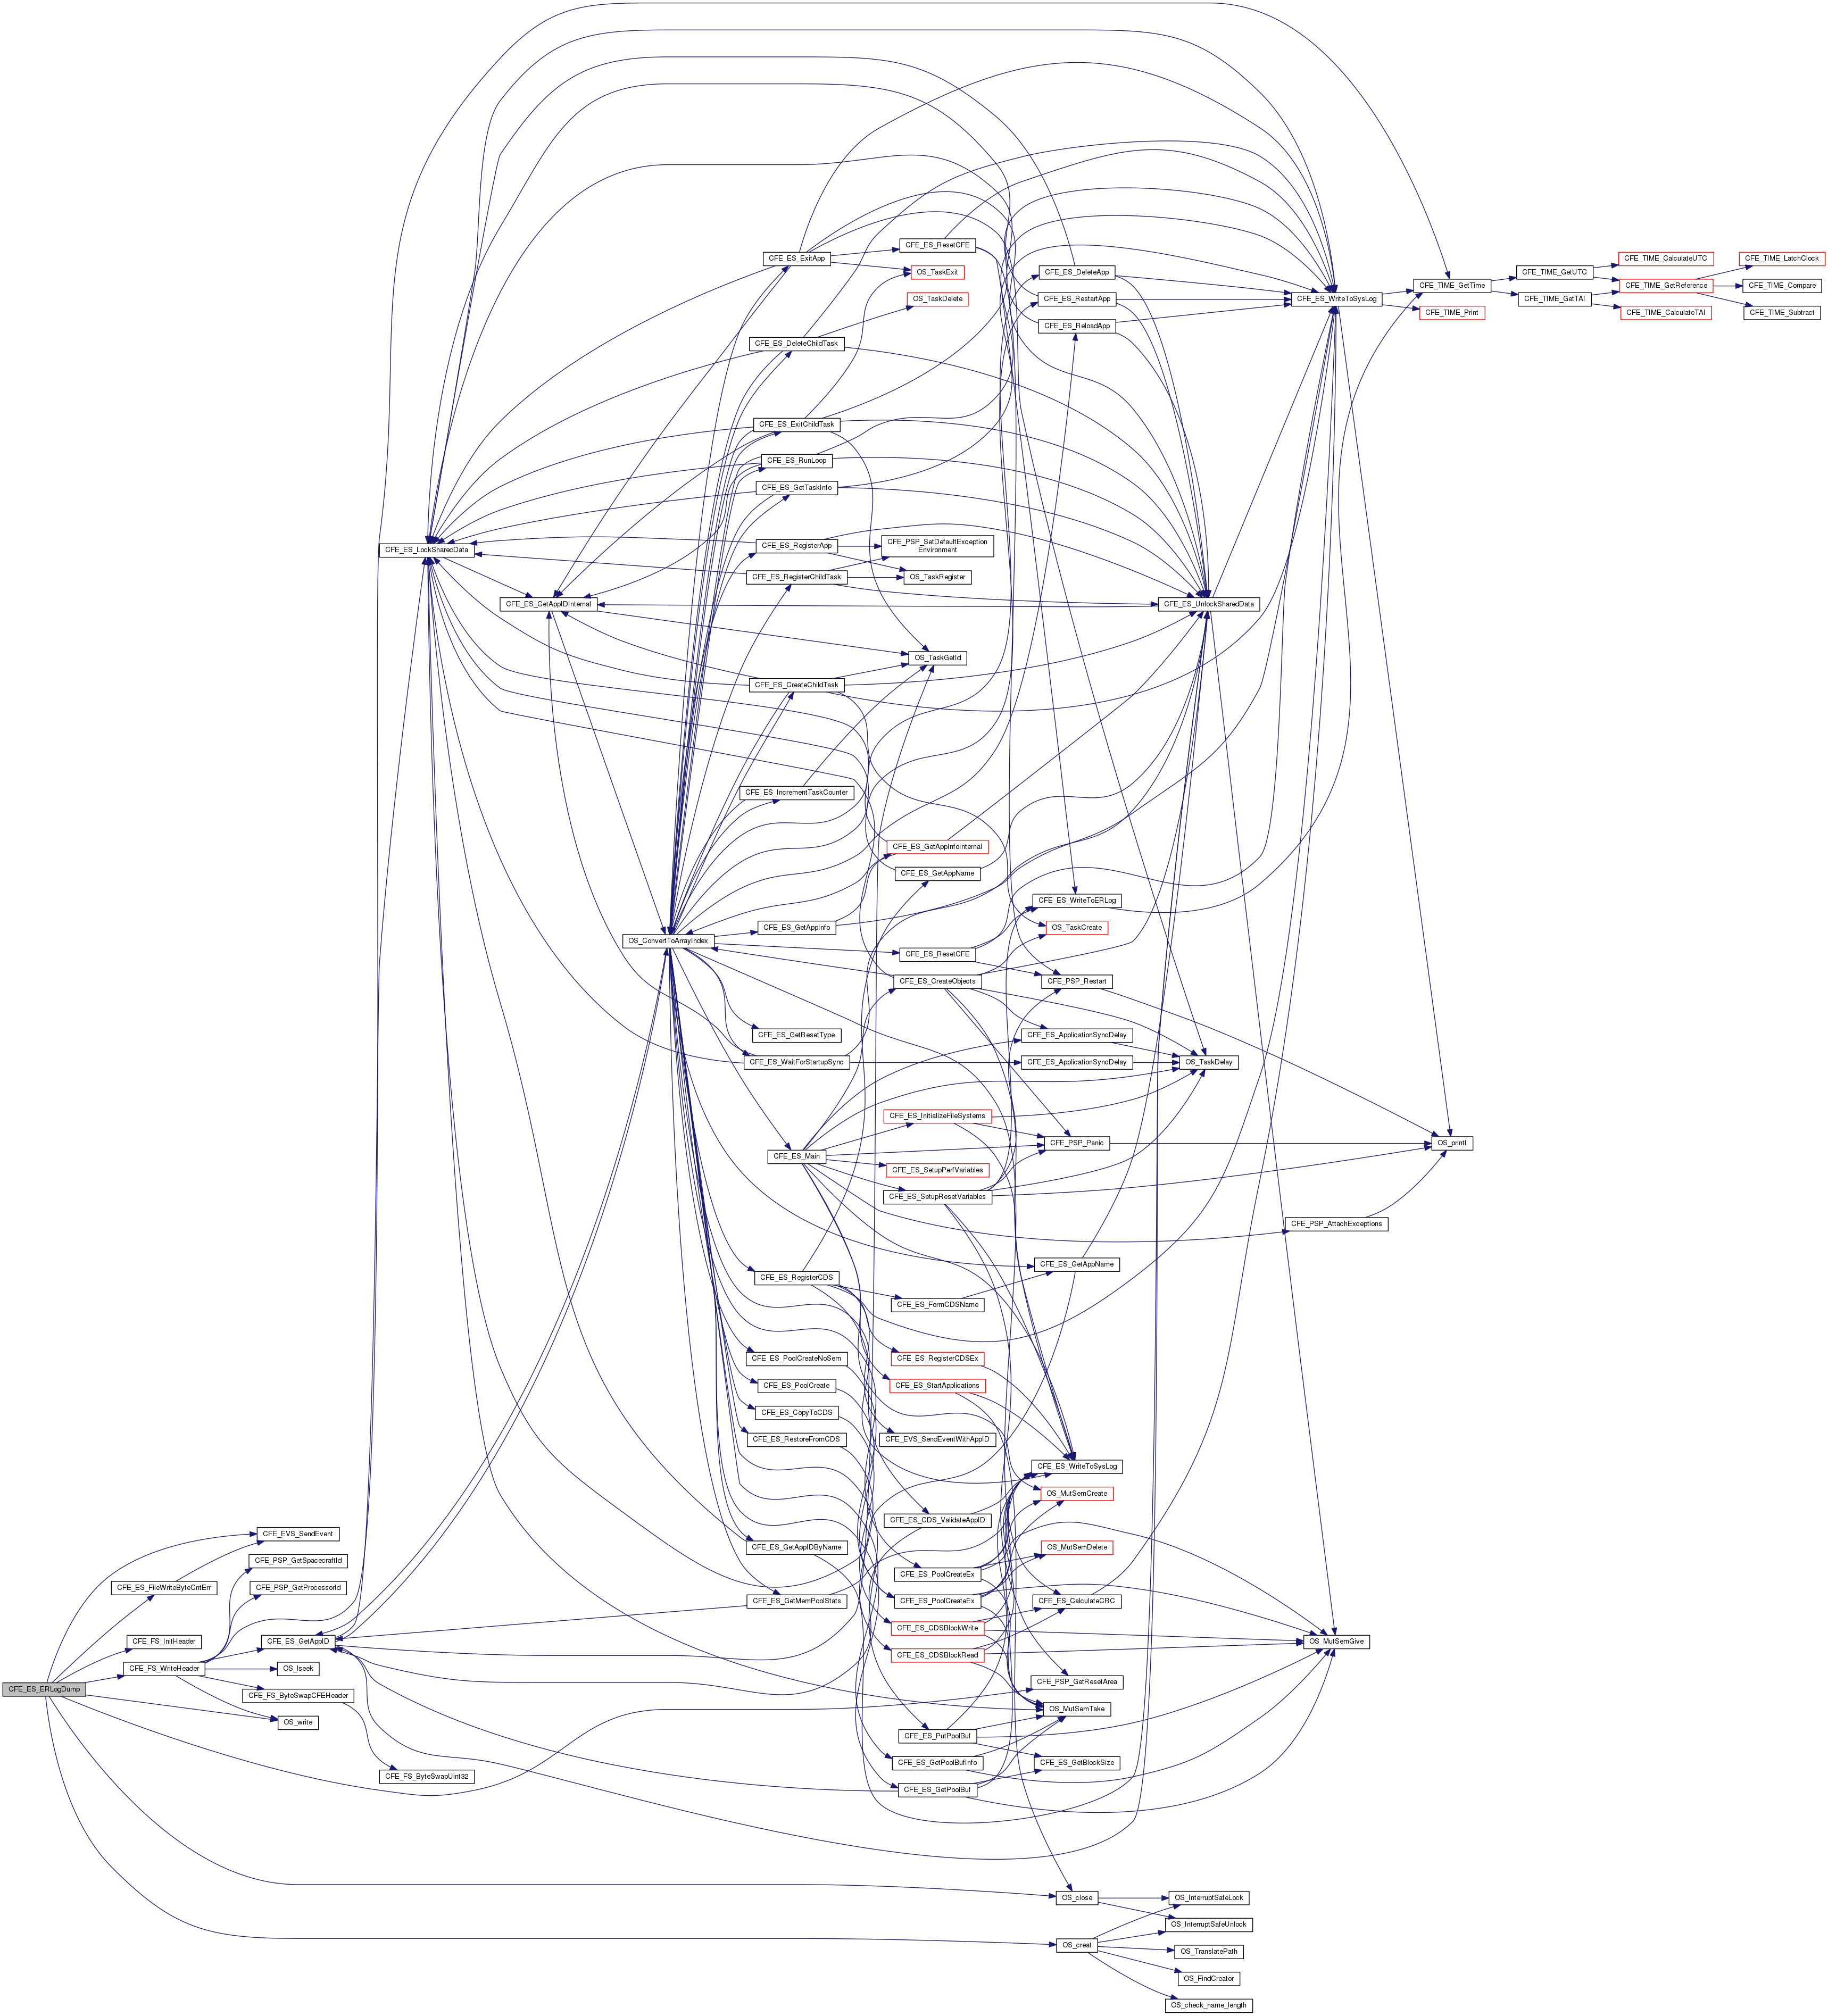 CFE_ES_ERLogDump
CFE_EVS_SendEvent
CFE_PSP_GetSpacecraftId
CFE_ES_FileWriteByteCntErr
CFE_PSP_GetProcessorId
CFE_FS_InitHeader
CFE_ES_GetAppID
CFE_FS_WriteHeader
OS_lseek
CFE_FS_ByteSwapCFEHeader
OS_write
CFE_ES_LockSharedData
CFE_FS_ByteSwapUint32
CFE_ES_GetAppIDInternal
OS_ConvertToArrayIndex
CFE_ES_ExitApp
CFE_ES_DeleteChildTask
CFE_ES_ExitChildTask
CFE_ES_RunLoop
CFE_ES_GetTaskInfo
CFE_ES_RegisterApp
CFE_ES_RegisterChildTask
CFE_ES_CreateChildTask
CFE_ES_IncrementTaskCounter
CFE_ES_GetAppInfo
CFE_ES_GetResetType
CFE_ES_WaitForStartupSync
CFE_ES_Main
CFE_ES_RegisterCDS
CFE_ES_PoolCreateNoSem
CFE_ES_PoolCreate
CFE_ES_CopyToCDS
CFE_ES_RestoreFromCDS
CFE_ES_GetAppIDByName
CFE_ES_GetMemPoolStats
CFE_ES_ResetCFE
OS_TaskExit
OS_TaskDelete
CFE_PSP_SetDefaultException
Environment
OS_TaskRegister
OS_TaskGetId
CFE_ES_GetAppInfoInternal
CFE_ES_GetAppName
CFE_ES_ResetCFE
CFE_ES_CreateObjects
CFE_ES_InitializeFileSystems
CFE_ES_SetupPerfVariables
CFE_ES_SetupResetVariables
CFE_ES_FormCDSName
CFE_ES_RegisterCDSEx
CFE_ES_StartApplications
CFE_EVS_SendEventWithAppID
CFE_ES_CDS_ValidateAppID
CFE_ES_PoolCreateEx
CFE_ES_PoolCreateEx
CFE_ES_CDSBlockWrite
CFE_ES_CDSBlockRead
CFE_ES_PutPoolBuf
CFE_ES_GetPoolBufInfo
CFE_ES_GetPoolBuf
CFE_ES_DeleteApp
CFE_ES_RestartApp
CFE_ES_ReloadApp
CFE_ES_WriteToERLog
OS_TaskCreate
CFE_PSP_Restart
CFE_ES_ApplicationSyncDelay
CFE_ES_ApplicationSyncDelay
CFE_PSP_Panic
CFE_ES_GetAppName
CFE_ES_WriteToSysLog
OS_MutSemCreate
OS_MutSemDelete
CFE_ES_CalculateCRC
CFE_PSP_GetResetArea
OS_MutSemTake
CFE_ES_GetBlockSize
OS_close
OS_creat
CFE_ES_UnlockSharedData
OS_TaskDelay
OS_InterruptSafeLock
OS_InterruptSafeUnlock
OS_TranslatePath
OS_FindCreator
OS_check_name_length
CFE_ES_WriteToSysLog
CFE_PSP_AttachExceptions
OS_MutSemGive
CFE_TIME_GetTime
CFE_TIME_Print
OS_printf
CFE_TIME_GetUTC
CFE_TIME_GetTAI
CFE_TIME_CalculateUTC
CFE_TIME_GetReference
CFE_TIME_CalculateTAI
CFE_TIME_LatchClock
CFE_TIME_Compare
CFE_TIME_Subtract